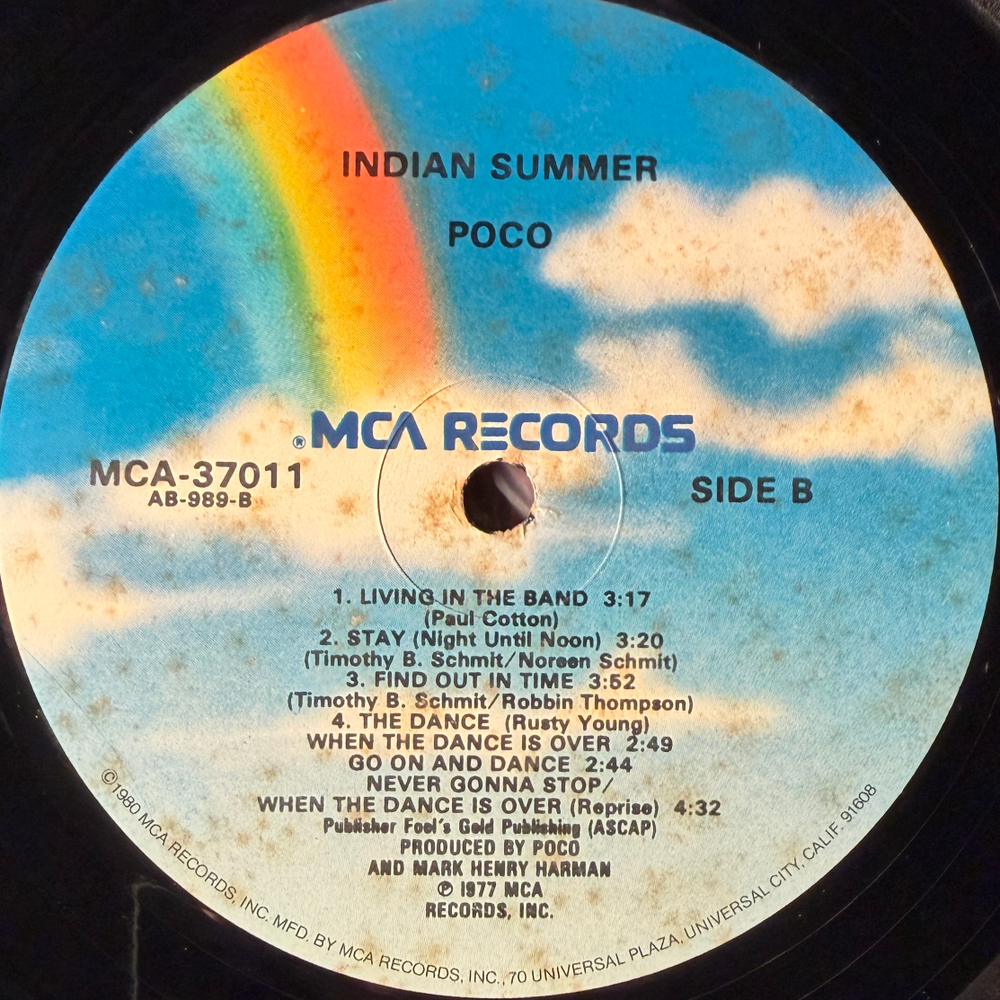 INDIAN SUMMER
POCO
®MCA RECORDS
MCA-37011
AB-989-B
SIDE B
1. LIVING IN THE BAND 3:17
(Paul Cotton)
2. STAY (Night Until Noon) 3:20
(Timothy B. Schmit/Noreen Schmit)
3. FIND OUT IN TIME 3:52
(Timothy B. Schmit/Robbin Thompson)
4. THE DANCE (Rusty Young)
WHEN THE DANCE IS OVER 2:49
GO ON AND DANCE 2:44
NEVER GONNA STOP/
WHEN THE DANCE IS OVER (Reprise) 4:32
Publisher Fool's Gold Publishing (ASCAP)
PRODUCED BY POCO
AND MARK HENRY HARMAN
℗ 1977 MCA
RECORDS, INC.
©1980 MCA RECORDS, INC. MFD. BY MCA RECORDS, INC., 70 UNIVERSAL PLAZA, UNIVERSAL CITY, CALIF. 91608